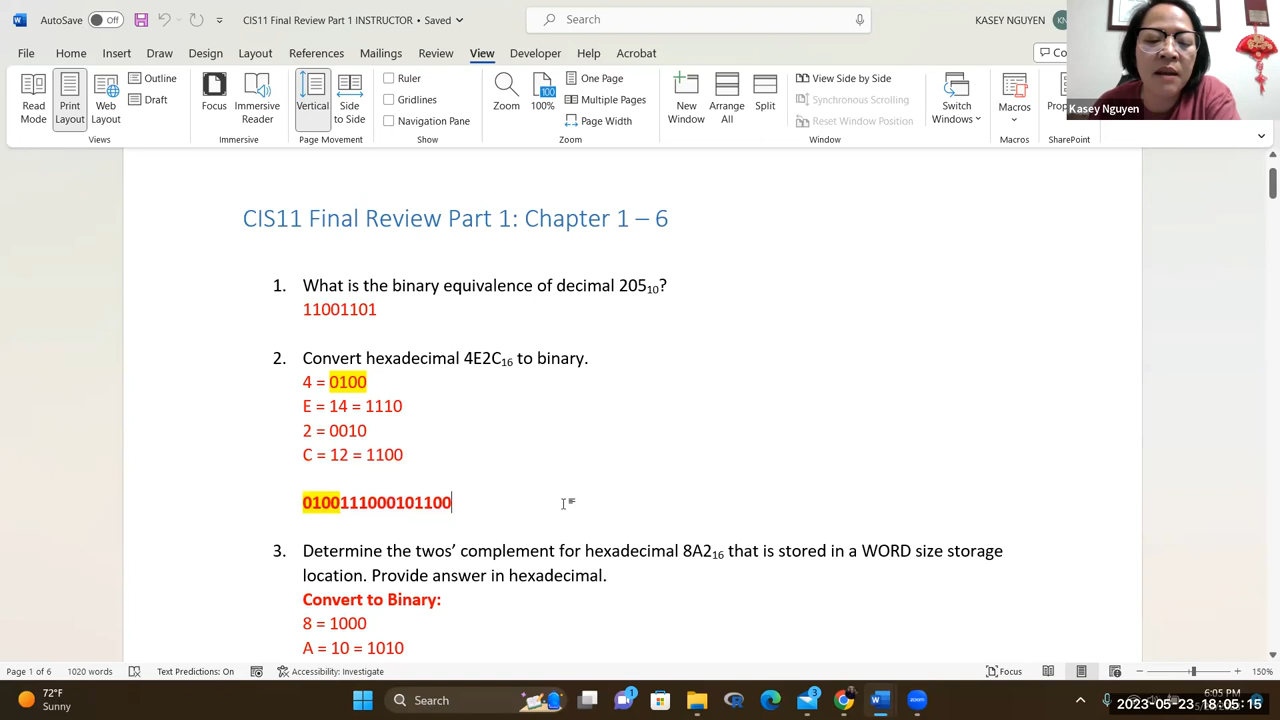 AutoSave Off
CIS11 Final Review Part 1 INSTRUCTOR • Saved
Search
KASEY NGUYEN
KN
File Home Insert Draw Design Layout References Mailings Review View Developer Help Acrobat
Read Mode
Print Layout
Web Layout
Outline
Draft
Views
Focus
Immersive Reader
Immersive
Vertical
Side to Side
Page Movement
Ruler
Gridlines
Navigation Pane
Show
Zoom
100
100%
One Page
Multiple Pages
Page Width
Zoom
New Window
Arrange All
Split
View Side by Side
Synchronous Scrolling
Reset Window Position
Window
Switch Windows
Macros
Macros
SharePoint
Kasey Nguyen
CIS11 Final Review Part 1: Chapter 1 – 6
1. What is the binary equivalence of decimal 205₁₀?
11001101
2. Convert hexadecimal 4E2C₁₆ to binary.
4 = 0100
E = 14 = 1110
2 = 0010
C = 12 = 1100
0100111000101100
3. Determine the twos’ complement for hexadecimal 8A2₁₆ that is stored in a WORD size storage
location. Provide answer in hexadecimal.
Convert to Binary:
8 = 1000
A = 10 = 1010
Page 1 of 6 1020 words Text Predictions: On Accessibility: Investigate Focus 150%
72°F
Sunny
Search
1
3
6:05 PM
2023-05-23 18:05:15